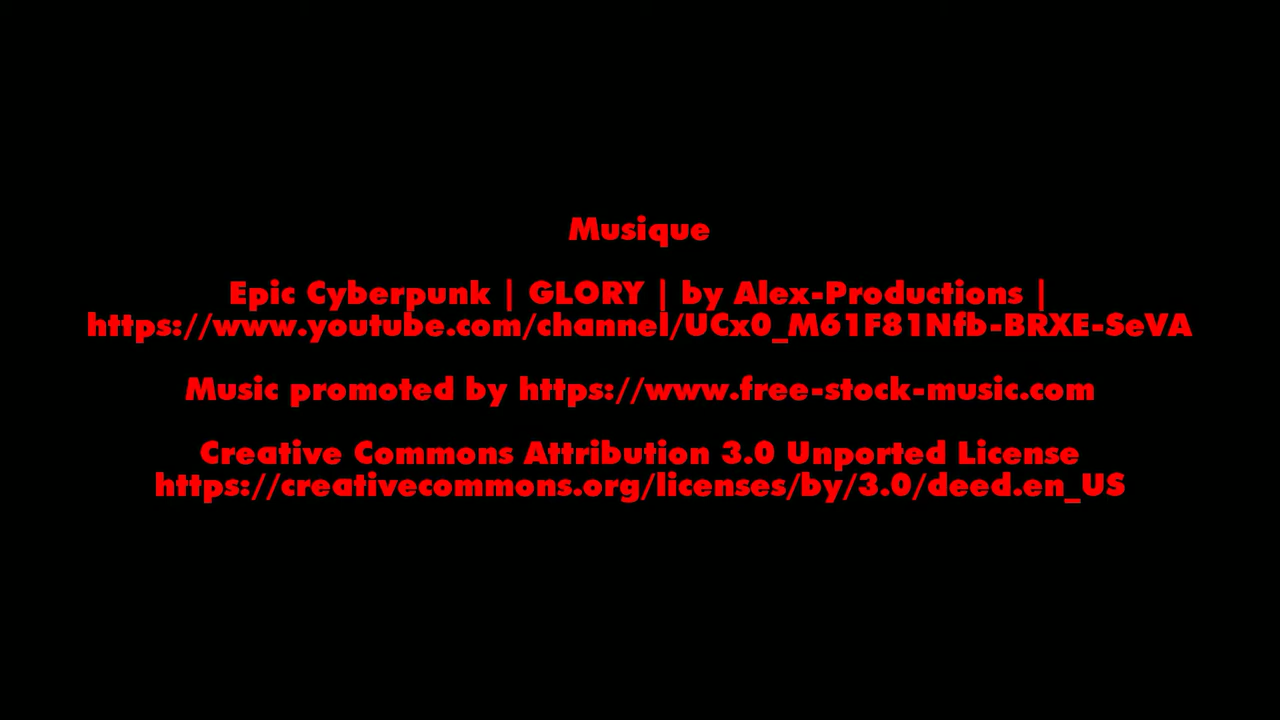 Musique
Epic Cyberpunk | GLORY | by Alex-Productions |
https://www.youtube.com/channel/UCx0_M61F81Nfb-BRXE-SeVA
Music promoted by https://www.free-stock-music.com
Creative Commons Attribution 3.0 Unported License
https://creativecommons.org/licenses/by/3.0/deed.en_US